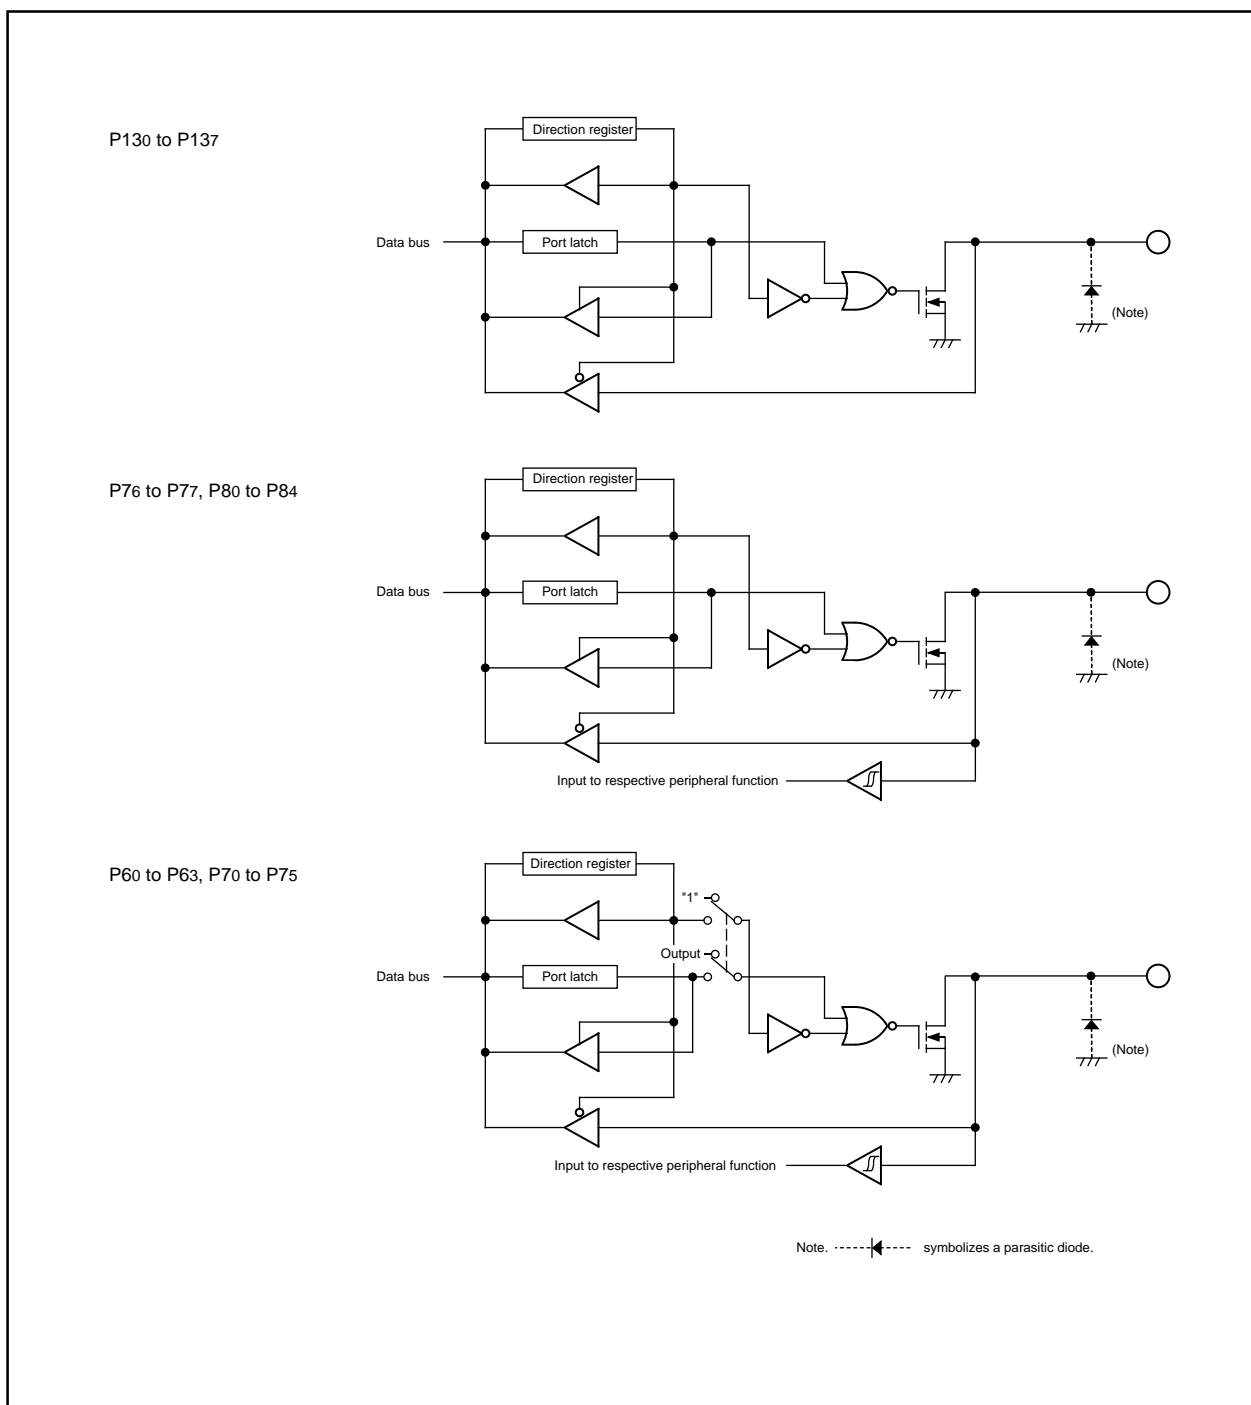 P130 to P137
Direction register
Data bus
Port latch
(Note)
P76 to P77, P80 to P84
Direction register
Data bus
Port latch
(Note)
Input to respective peripheral function
P60 to P63, P70 to P75
Direction register
"1"
Output
Data bus
Port latch
(Note)
Input to respective peripheral function
Note. symbolizes a parasitic diode.